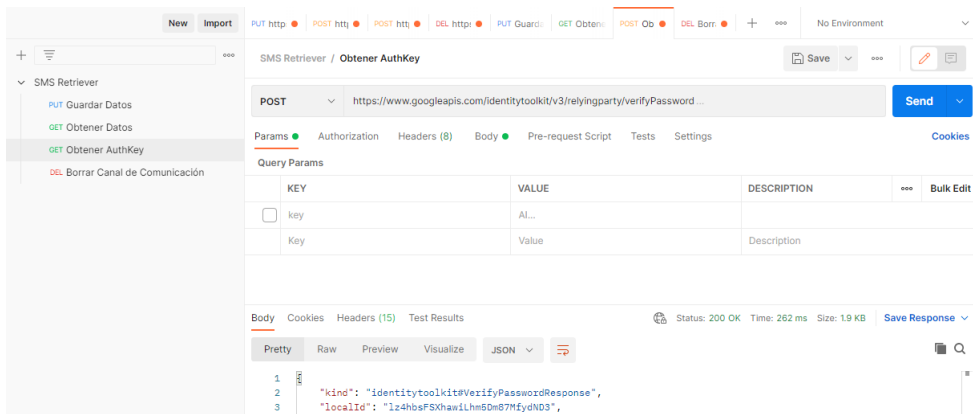 New Import
PUT http POST http POST http DEL https PUT Guard GET Obten POST Ob DEL Borr No Environment
SMS Retriever / Obtener AuthKey Save
SMS Retriever
PUT Guardar Datos
GET Obtener Datos
GET Obtener AuthKey
DEL Borrar Canal de Comunicación
POST https://www.googleapis.com/identitytoolkit/v3/relyingparty/verifyPassword ... Send
Params Authorization Headers (8) Body Pre-request Script Tests Settings Cookies
Query Params
KEY VALUE DESCRIPTION Bulk Edit
key AI...
Key Value Description
Body Cookies Headers (15) Test Results Status: 200 OK Time: 262 ms Size: 1.9 KB Save Response
Pretty Raw Preview Visualize JSON
1 {
2 "kind": "identitytoolkit#VerifyPasswordResponse",
3 "localId": "lz4hbsFSXhawiLhm5Dm87MfydND3",